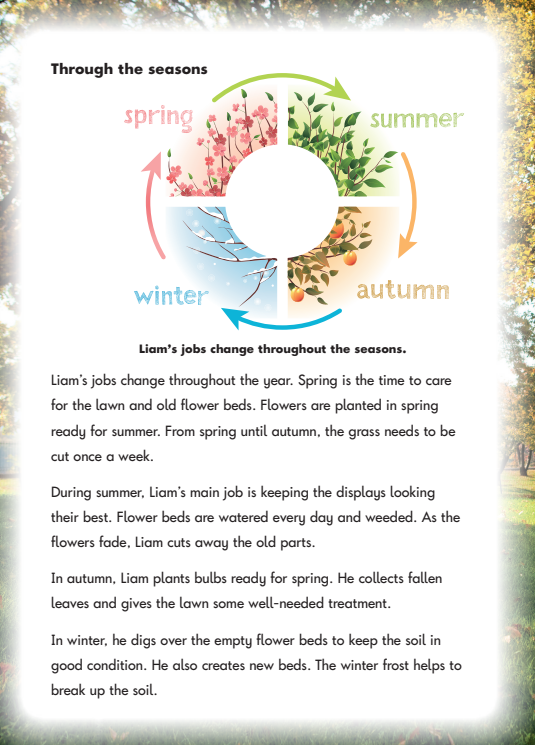 Through the seasons
spring
summer
winter
autumn
Liam's jobs change throughout the seasons.
Liam's jobs change throughout the year. Spring is the time to care
for the lawn and old flower beds. Flowers are planted in spring
ready for summer. From spring until autumn, the grass needs to be
cut once a week.
During summer, Liam's main job is keeping the displays looking
their best. Flower beds are watered every day and weeded. As the
flowers fade, Liam cuts away the old parts.
In autumn, Liam plants bulbs ready for spring. He collects fallen
leaves and gives the lawn some well-needed treatment.
In winter, he digs over the empty flower beds to keep the soil in
good condition. He also creates new beds. The winter frost helps to
break up the soil.